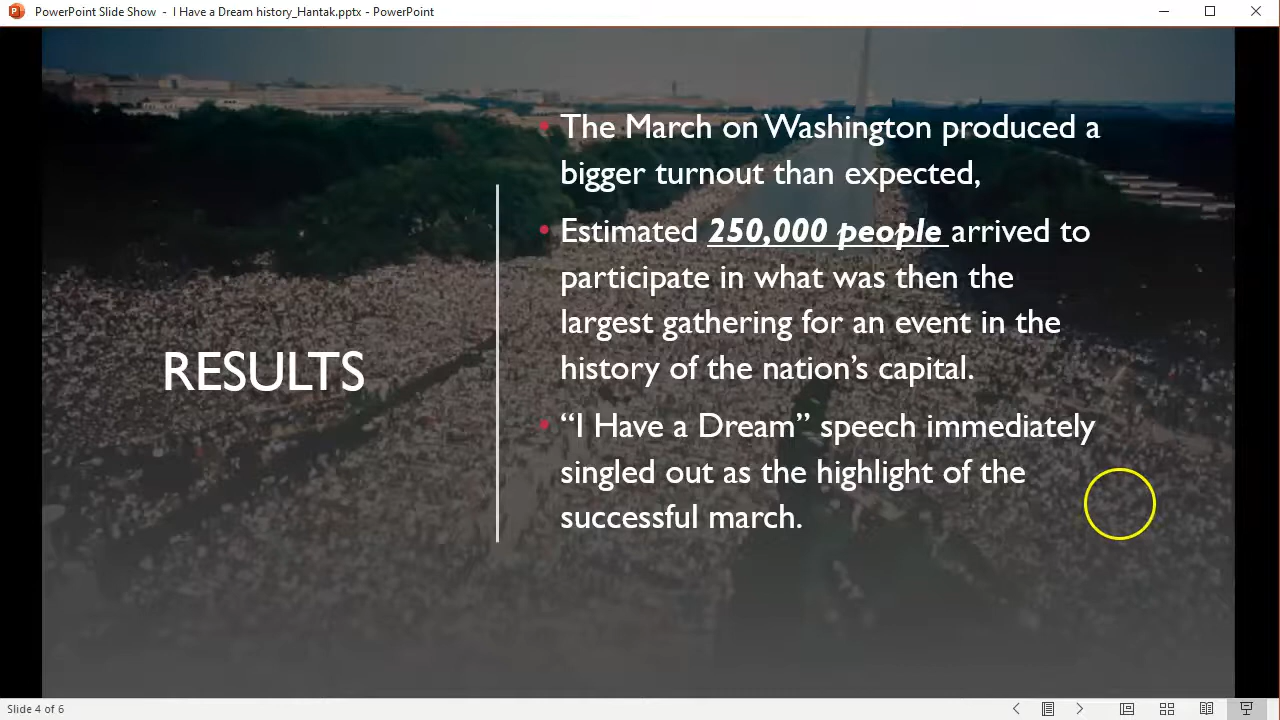 PowerPoint Slide Show - I Have a Dream history_Hantak.pptx - PowerPoint
RESULTS
• The March on Washington produced a
bigger turnout than expected,
• Estimated 250,000 people arrived to
participate in what was then the
largest gathering for an event in the
history of the nation’s capital.
• “I Have a Dream” speech immediately
singled out as the highlight of the
successful march.
Slide 4 of 6